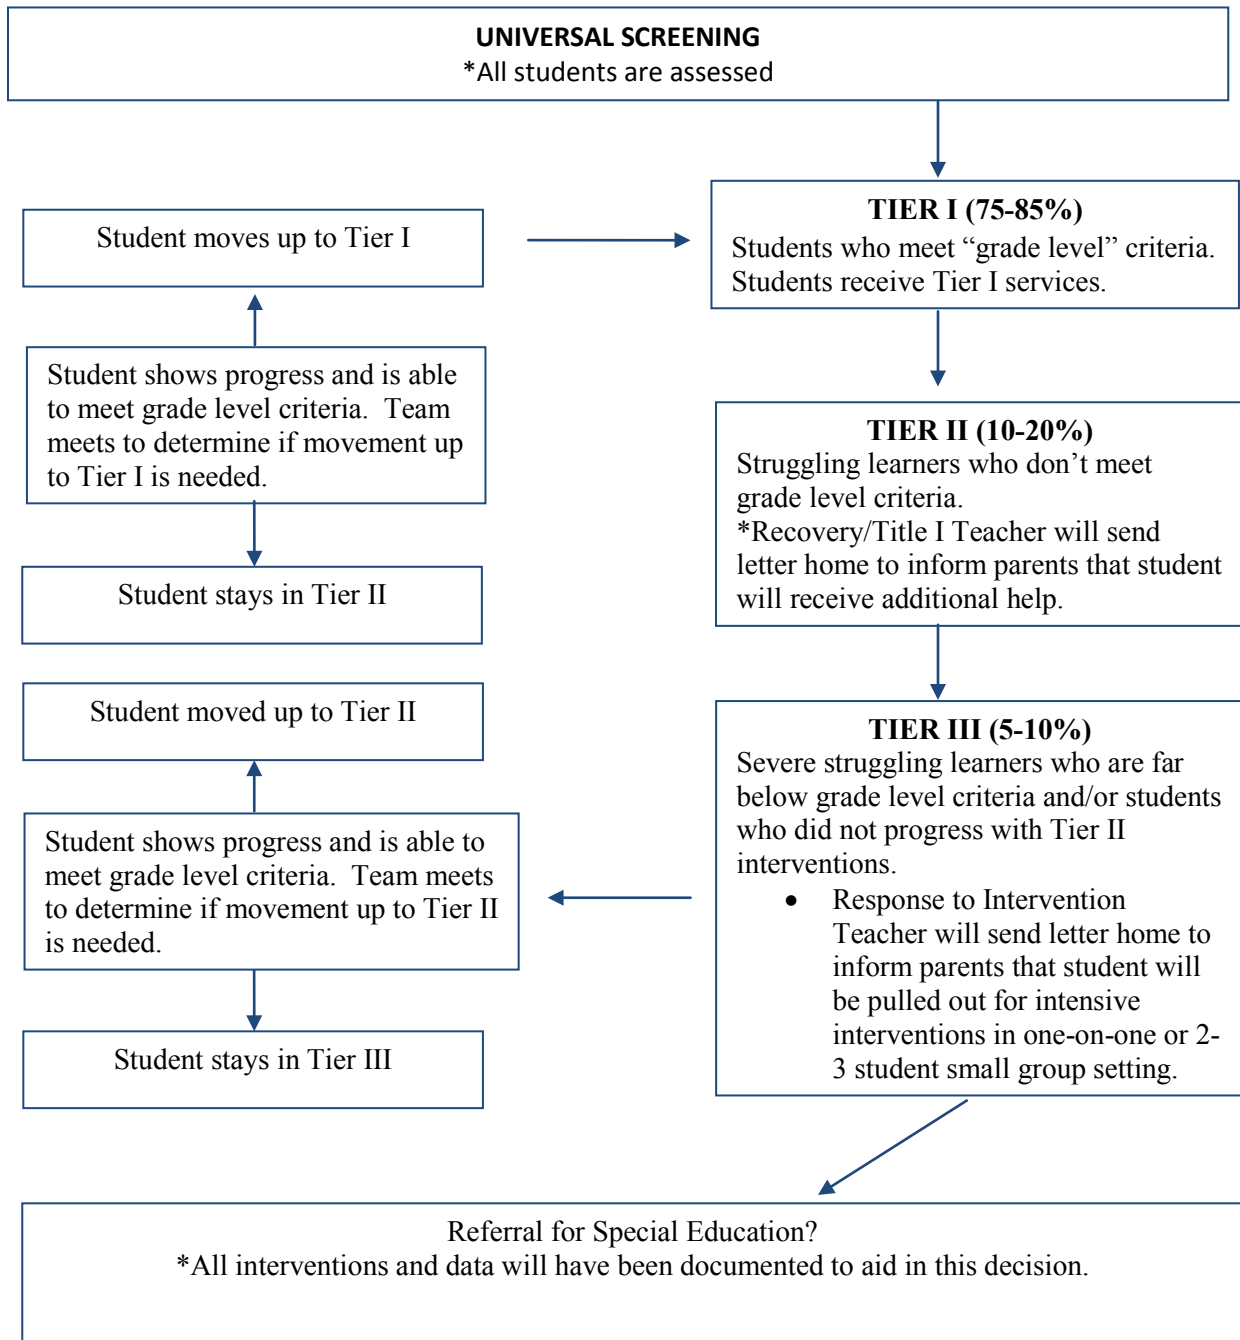 UNIVERSAL SCREENING
*All students are assessed
TIER I (75-85%)
Students who meet “grade level” criteria.
Students receive Tier I services.
Student moves up to Tier I
Student shows progress and is able
to meet grade level criteria.  Team
meets to determine if movement up
to Tier I is needed.
Student stays in Tier II
TIER II (10-20%)
Struggling learners who don’t meet
grade level criteria.
*Recovery/Title I Teacher will send
letter home to inform parents that student
will receive additional help.
Student moved up to Tier II
Student shows progress and is able to
meet grade level criteria.  Team meets
to determine if movement up to Tier II
is needed.
Student stays in Tier III
TIER III (5-10%)
Severe struggling learners who are far
below grade level criteria and/or students
who did not progress with Tier II
interventions.
• Response to Intervention
Teacher will send letter home to
inform parents that student will
be pulled out for intensive
interventions in one-on-one or 2-
3 student small group setting.
Referral for Special Education?
*All interventions and data will have been documented to aid in this decision.